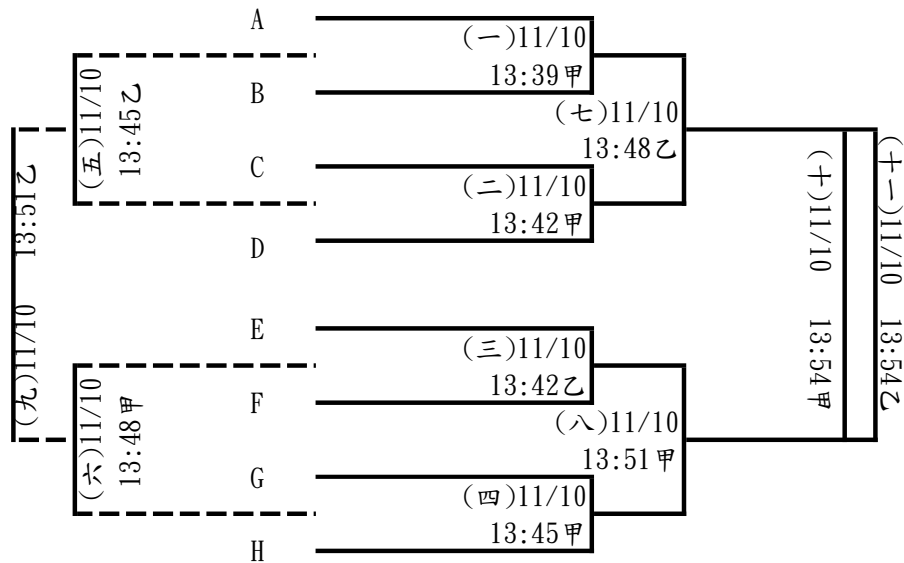 A
(一)11/10
13:39甲
B
(五)11/10
13:45乙
(七)11/10
13:48乙
C
(二)11/10
13:42甲
D
(九)11/10 13:51乙
(十)11/10 13:54甲
(十一)11/10 13:54乙
E
(三)11/10
13:42乙
F
(六)11/10
13:48甲
(八)11/10
13:51甲
G
(四)11/10
13:45甲
H